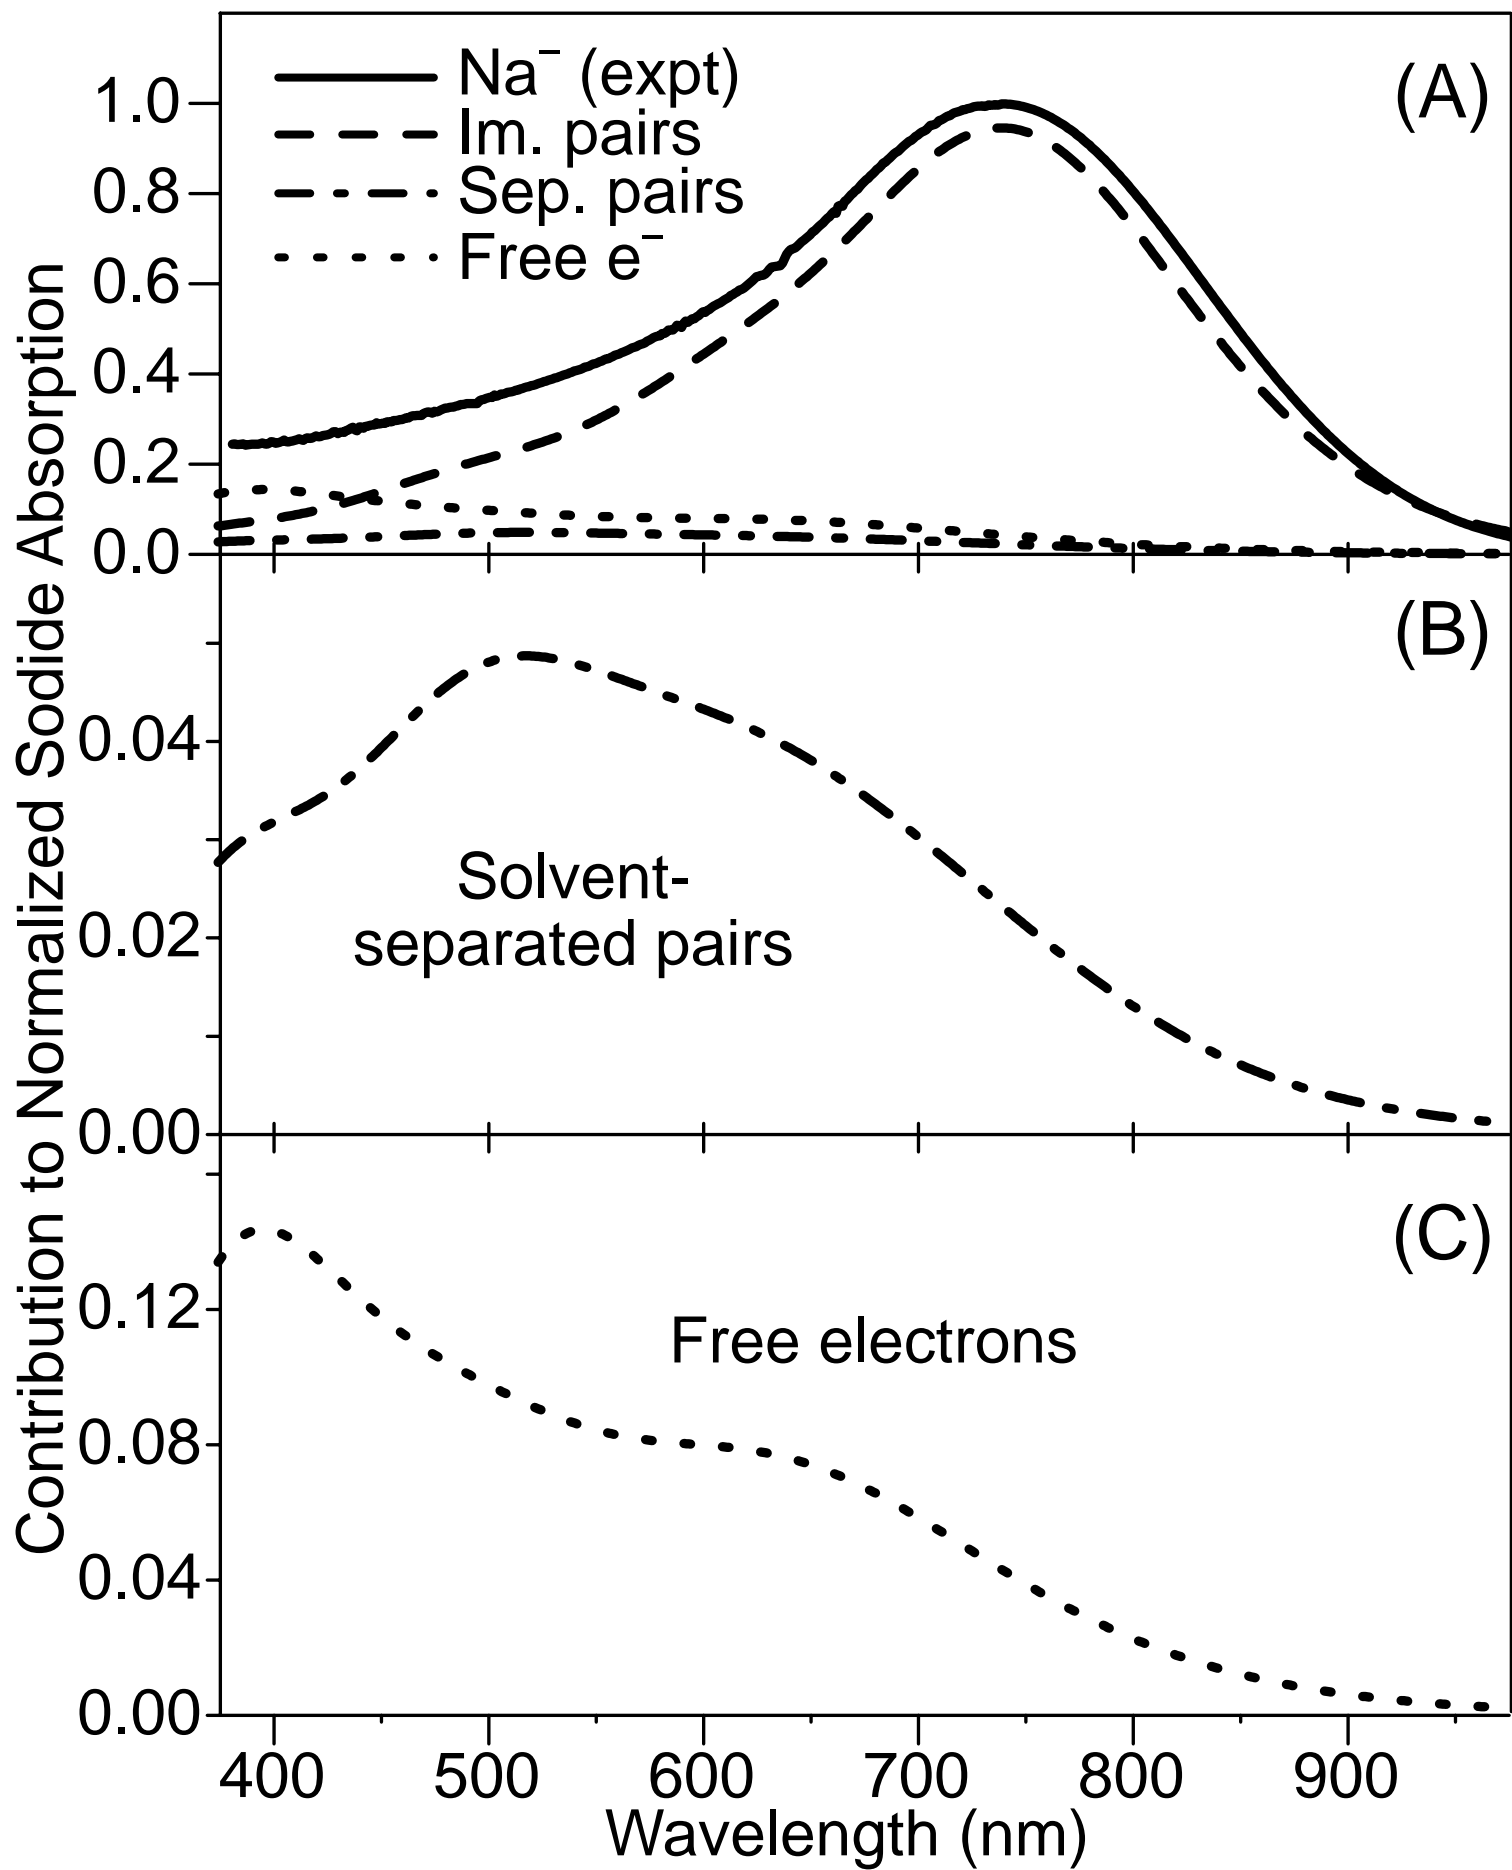 Contribution to Normalized Sodide Absorption
(A)
Na⁻ (expt)
Im. pairs
Sep. pairs
Free e⁻
1.0
0.8
0.6
0.4
0.2
0.0
(B)
0.04
0.02
0.00
Solvent-
separated pairs
(C)
0.12
0.08
0.04
0.00
Free electrons
400 500 600 700 800 900
Wavelength (nm)